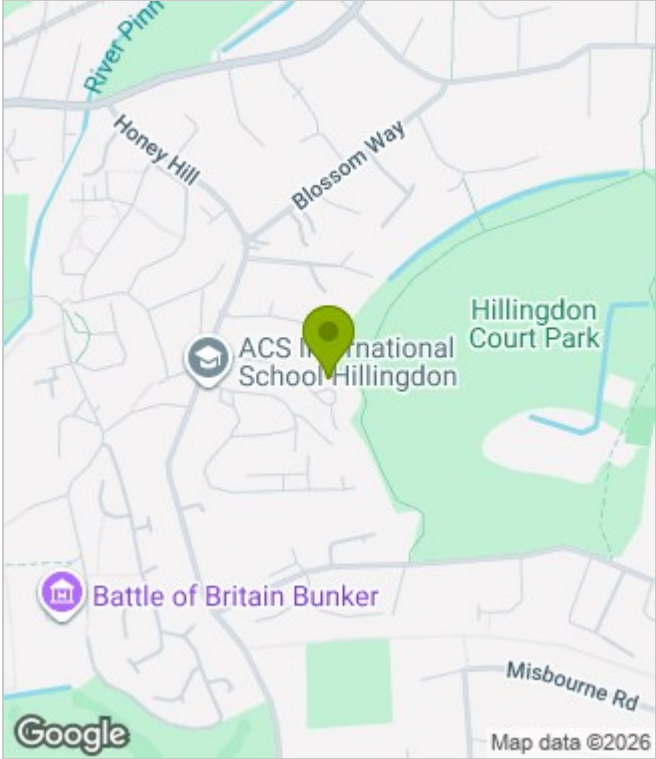 River Pinn
Honey Hill
Blossom Way
Hillingdon
Court Park
ACS International
School Hillingdon
Battle of Britain Bunker
Misbourne Rd
Google
Map data ©2026